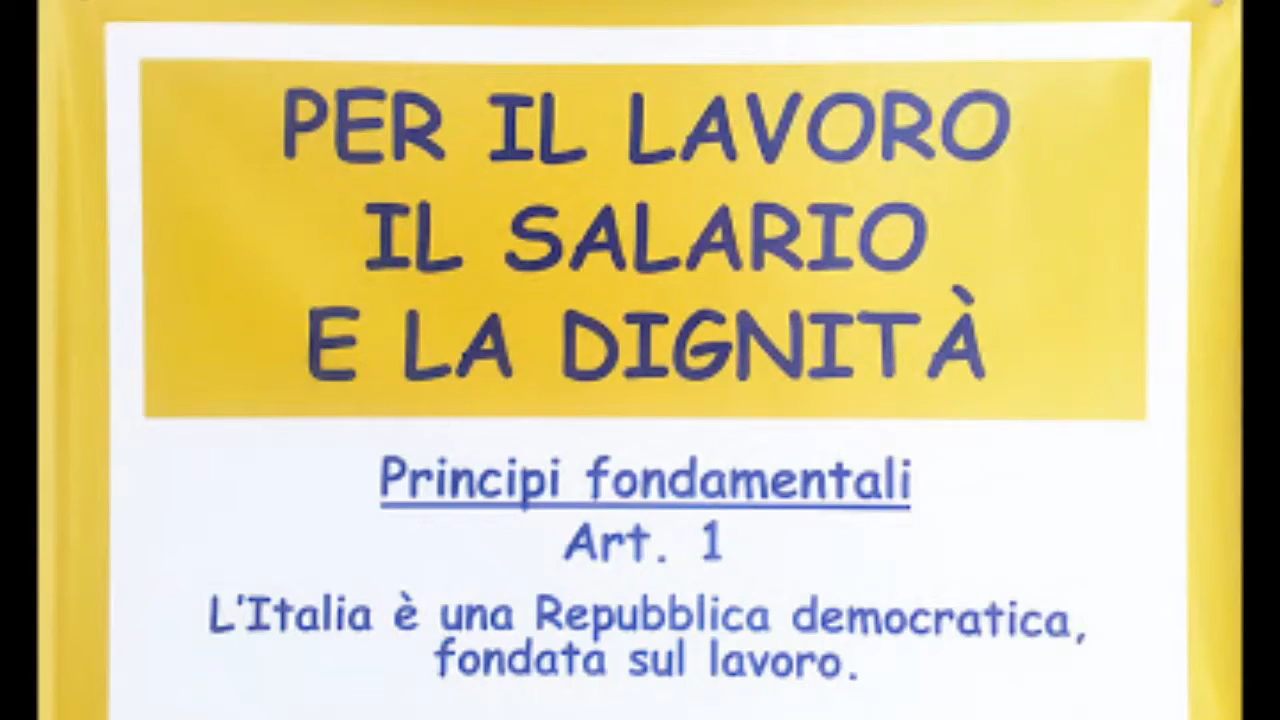 PER IL LAVORO
IL SALARIO
E LA DIGNITÀ
Principi fondamentali
Art. 1
L'Italia è una Repubblica democratica,
fondata sul lavoro.